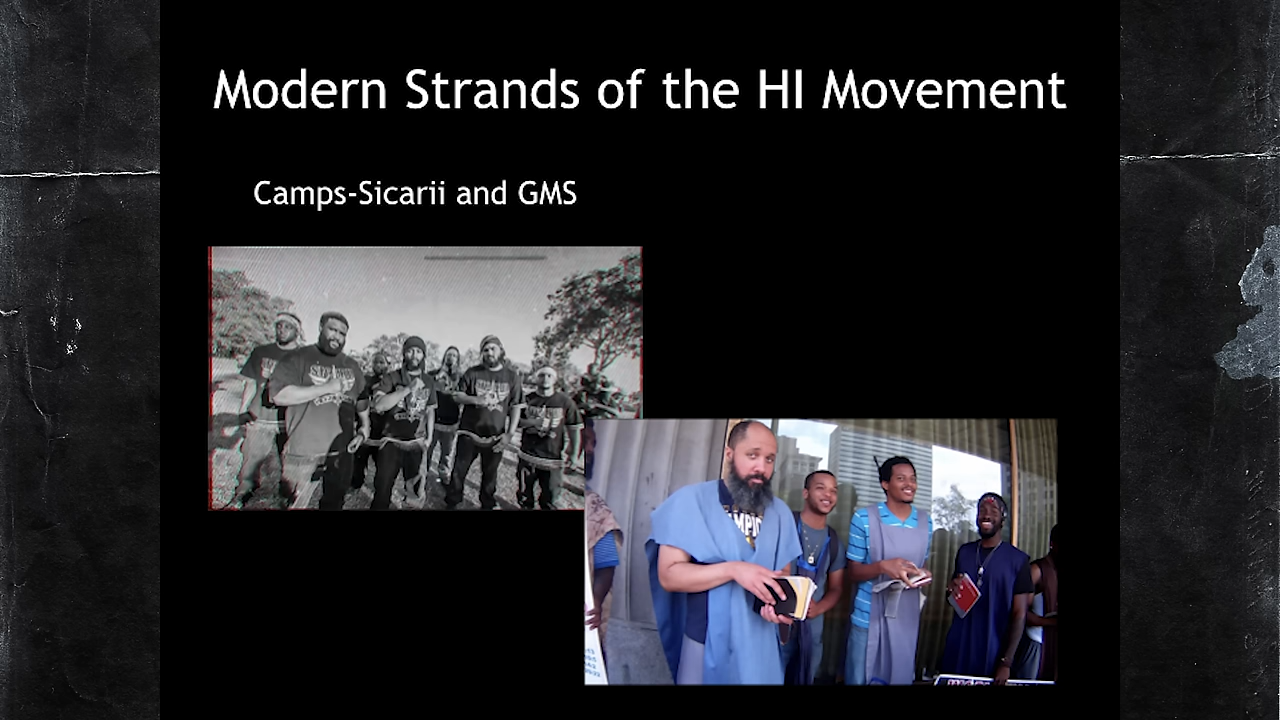 Modern Strands of the HI Movement
Camps-Sicarii and GMS